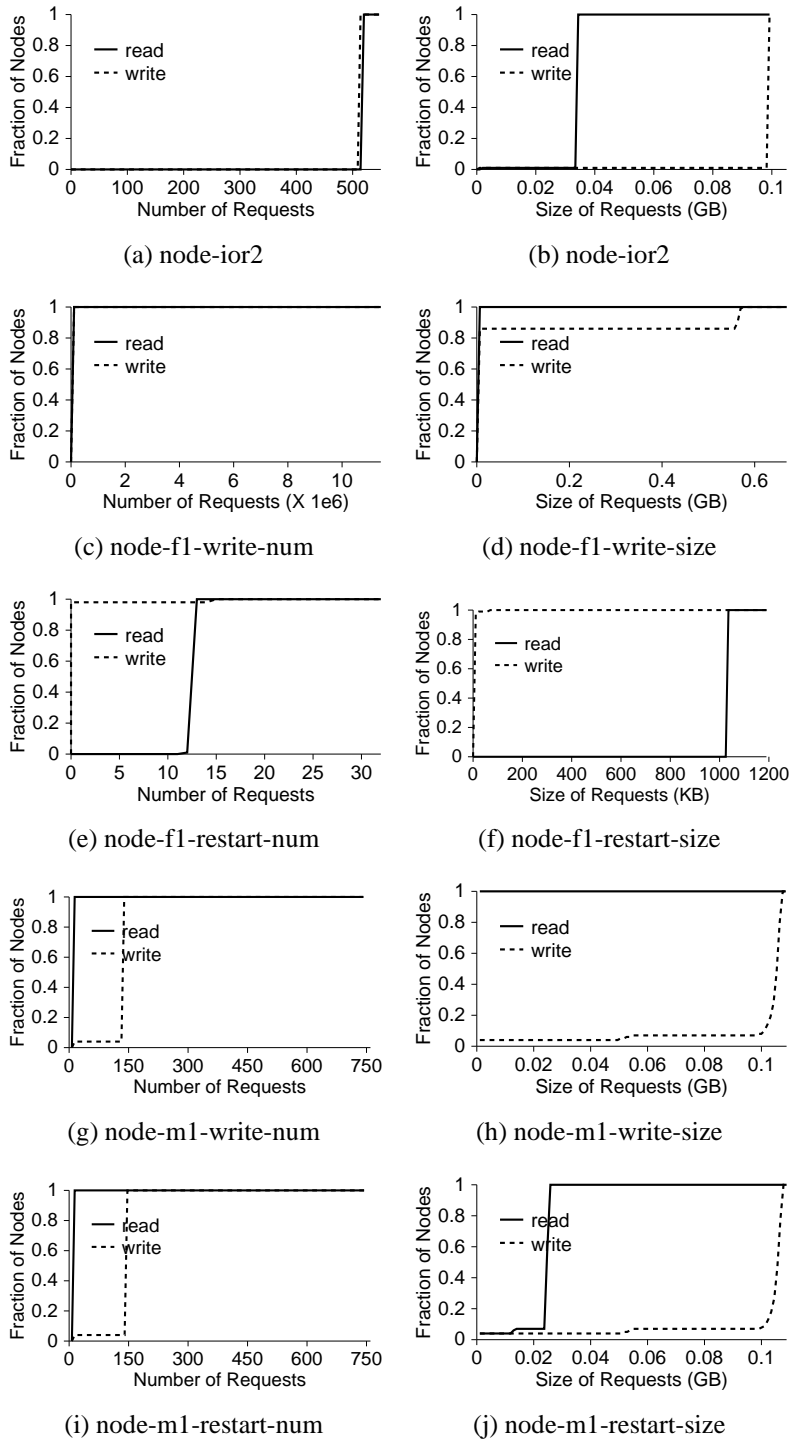 Fraction of Nodes
1
0.8
0.6
0.4
0.2
0
read
write
0 100 200 300 400 500
Number of Requests
(a) node-ior2
Fraction of Nodes
1
0.8
0.6
0.4
0.2
0
read
write
0 0.02 0.04 0.06 0.08 0.1
Size of Requests (GB)
(b) node-ior2
Fraction of Nodes
1
0.8
0.6
0.4
0.2
0
read
write
0 2 4 6 8 10
Number of Requests (X 1e6)
(c) node-f1-write-num
Fraction of Nodes
1
0.8
0.6
0.4
0.2
0
read
write
0 0.2 0.4 0.6
Size of Requests (GB)
(d) node-f1-write-size
Fraction of Nodes
1
0.8
0.6
0.4
0.2
0
read
write
0 5 10 15 20 25 30
Number of Requests
(e) node-f1-restart-num
Fraction of Nodes
1
0.8
0.6
0.4
0.2
0
read
write
0 200 400 600 800 1000 1200
Size of Requests (KB)
(f) node-f1-restart-size
Fraction of Nodes
1
0.8
0.6
0.4
0.2
0
read
write
0 150 300 450 600 750
Number of Requests
(g) node-m1-write-num
Fraction of Nodes
1
0.8
0.6
0.4
0.2
0
read
write
0 0.02 0.04 0.06 0.08 0.1
Size of Requests (GB)
(h) node-m1-write-size
Fraction of Nodes
1
0.8
0.6
0.4
0.2
0
read
write
0 150 300 450 600 750
Number of Requests
(i) node-m1-restart-num
Fraction of Nodes
1
0.8
0.6
0.4
0.2
0
read
write
0 0.02 0.04 0.06 0.08 0.1
Size of Requests (GB)
(j) node-m1-restart-size